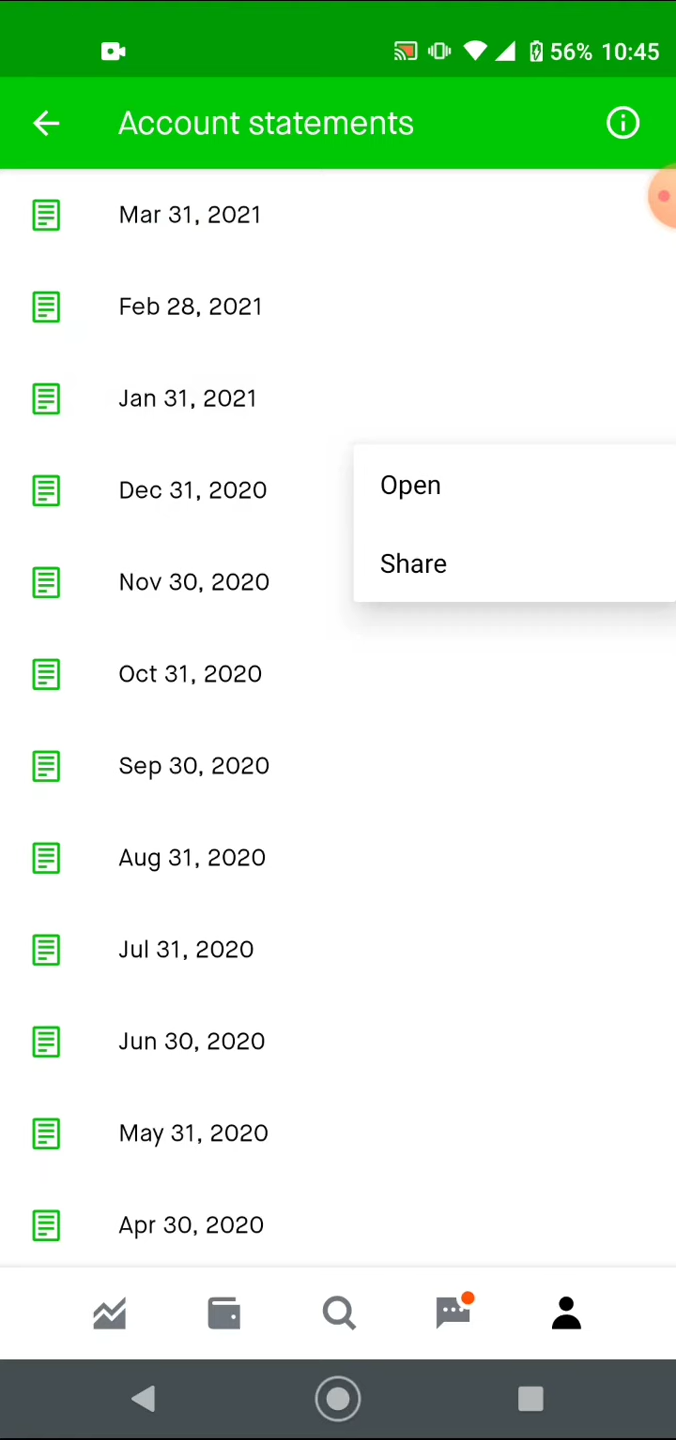 56% 10:45
Account statements
Mar 31, 2021
Feb 28, 2021
Jan 31, 2021
Dec 31, 2020
Open
Share
Nov 30, 2020
Oct 31, 2020
Sep 30, 2020
Aug 31, 2020
Jul 31, 2020
Jun 30, 2020
May 31, 2020
Apr 30, 2020